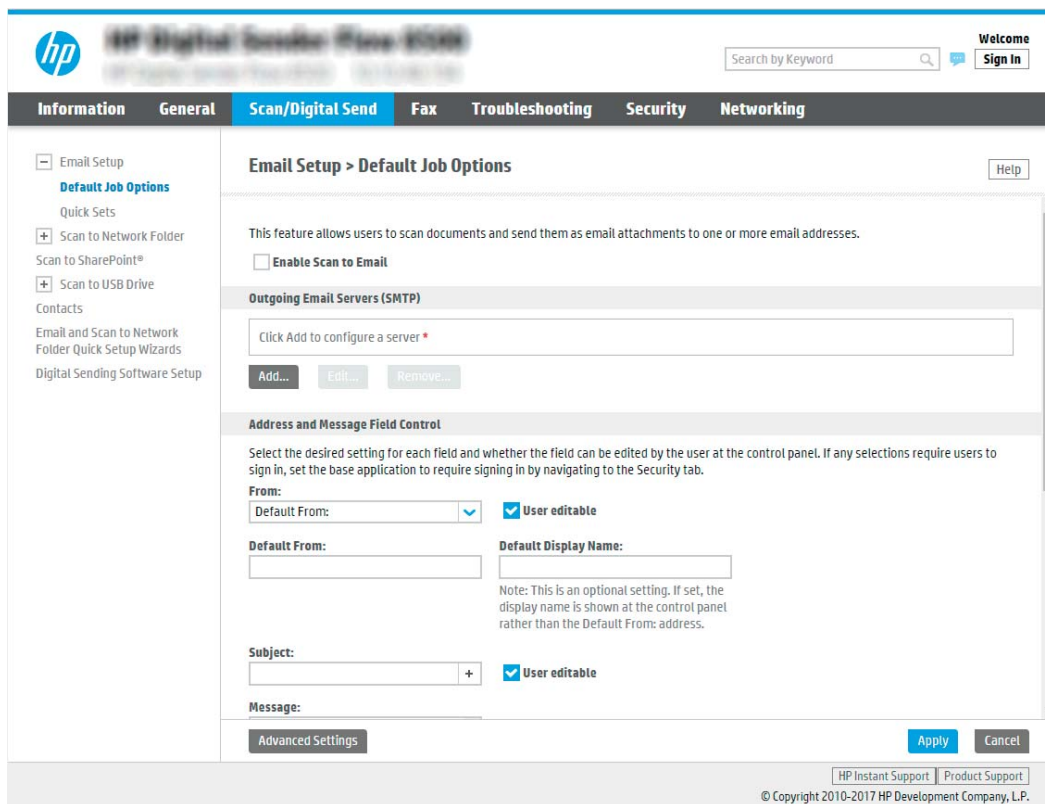 hp
Welcome
Search by Keyword
Sign In
Information General Scan/Digital Send Fax Troubleshooting Security Networking
Email Setup
Default Job Options
Quick Sets
Scan to Network Folder
Scan to SharePoint®
Scan to USB Drive
Contacts
Email and Scan to Network
Folder Quick Setup Wizards
Digital Sending Software Setup
Email Setup > Default Job Options
Help
This feature allows users to scan documents and send them as email attachments to one or more email addresses.
Enable Scan to Email
Outgoing Email Servers (SMTP)
Click Add to configure a server *
Add... Edit... Remove...
Address and Message Field Control
Select the desired setting for each field and whether the field can be edited by the user at the control panel. If any selections require users to
sign in, set the base application to require signing in by navigating to the Security tab.
From:
Default From: User editable
Default From: Default Display Name:
Note: This is an optional setting. If set, the
display name is shown at the control panel
rather than the Default From: address.
Subject:
+ User editable
Message:
Advanced Settings Apply Cancel
HP Instant Support Product Support
© Copyright 2010-2017 HP Development Company, L.P.